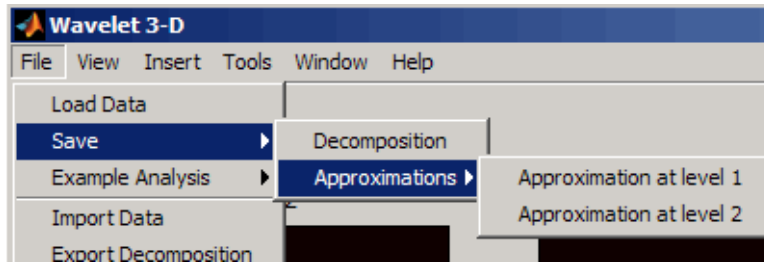 Wavelet 3-D
File View Insert Tools Window Help
Load Data
Save
Decomposition
Example Analysis
Approximations
Approximation at level 1
Import Data
Approximation at level 2
Export Decomposition